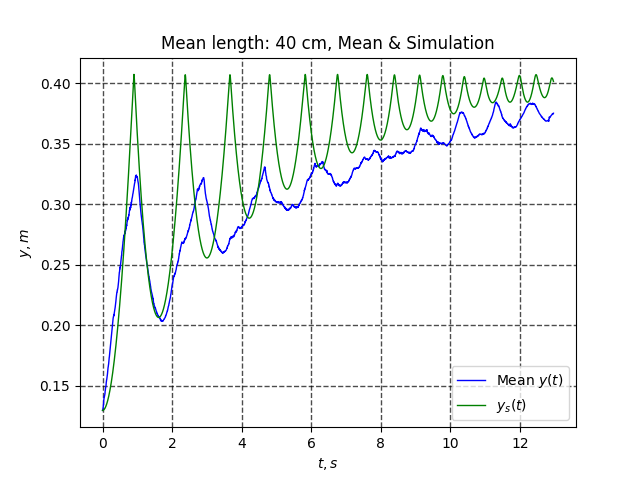 Mean length: 40 cm, Mean & Simulation
0.40
0.35
0.30
0.25
0.20
0.15
y, m
0 2 4 6 8 10 12
t, s
Mean y(t)
yₛ(t)